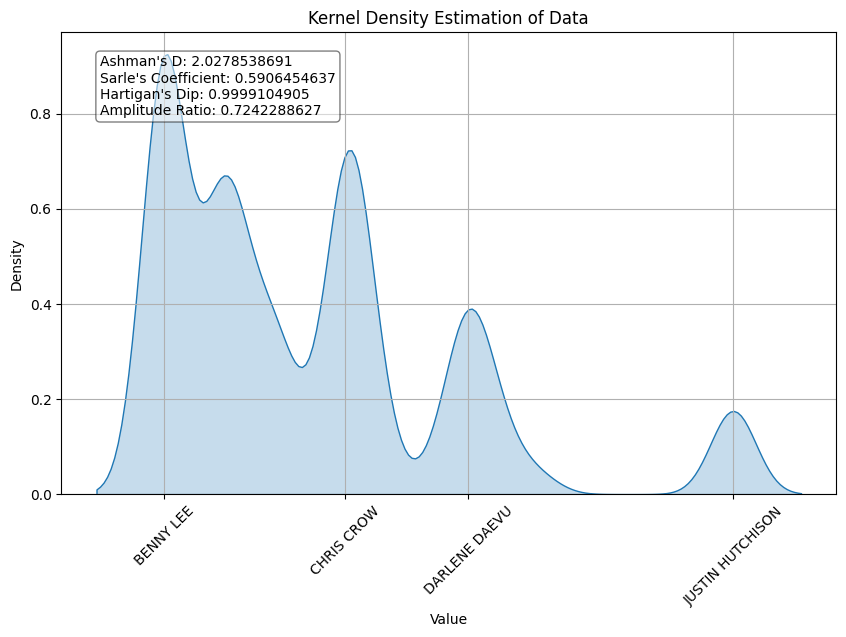 Kernel Density Estimation of Data
Ashman's D: 2.0278538691
Sarle's Coefficient: 0.5906454637
Hartigan's Dip: 0.9999104905
Amplitude Ratio: 0.7242288627
0.8
0.6
0.4
0.2
0.0
Density
BENNY LEE
CHRIS CROW
DARLENE DAEVU
JUSTIN HUTCHISON
Value